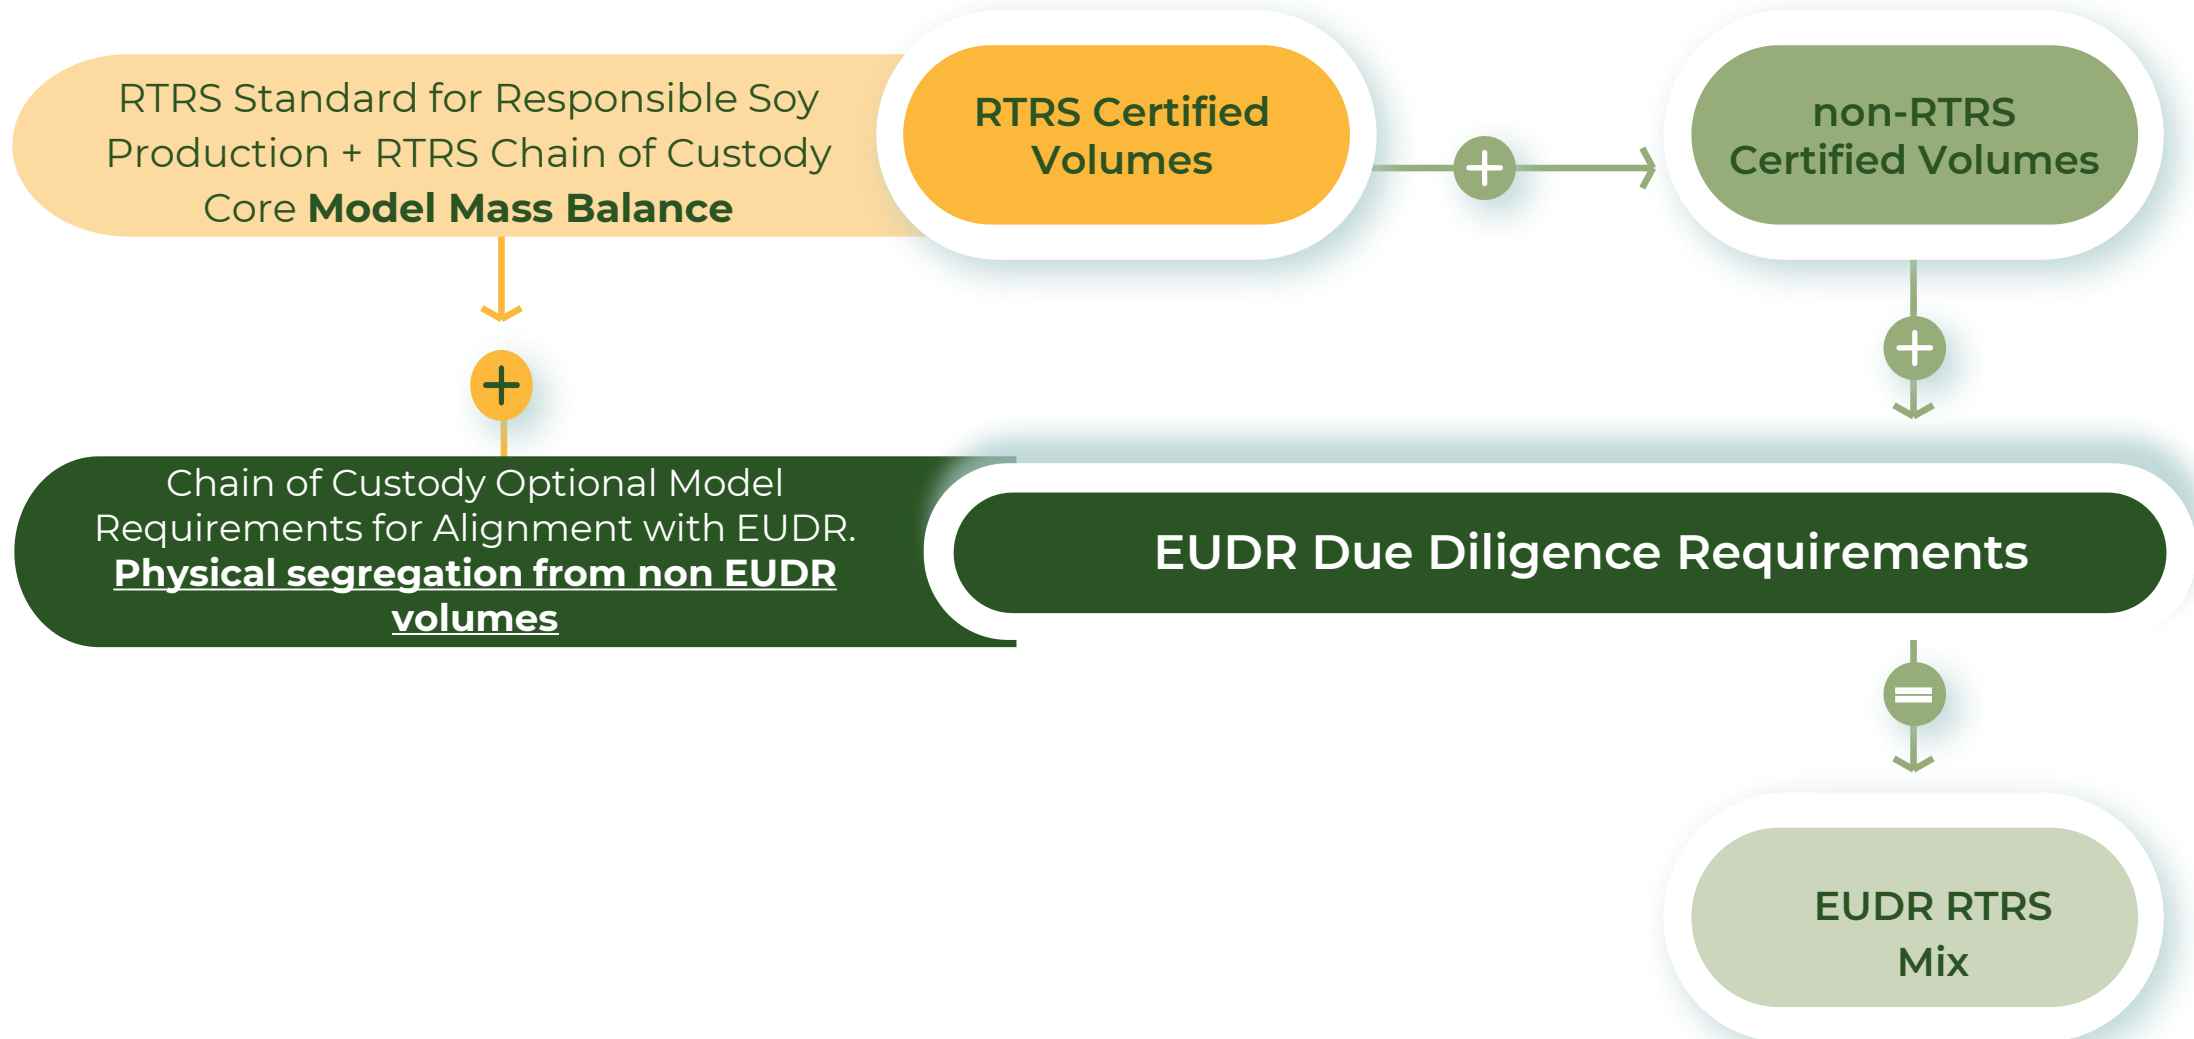 RTRS Standard for Responsible Soy
Production + RTRS Chain of Custody
Core Model Mass Balance
RTRS Certified
Volumes
+
non-RTRS
Certified Volumes
+
+
Chain of Custody Optional Model
Requirements for Alignment with EUDR.
Physical segregation from non EUDR
volumes
EUDR Due Diligence Requirements
=
EUDR RTRS
Mix